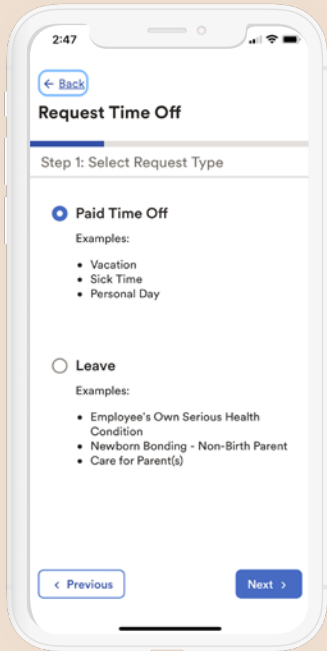 2:47
← Back
Request Time Off
Step 1: Select Request Type
Paid Time Off
Examples:
• Vacation
• Sick Time
• Personal Day
Leave
Examples:
• Employee's Own Serious Health
Condition
• Newborn Bonding - Non-Birth Parent
• Care for Parent(s)
< Previous
Next >